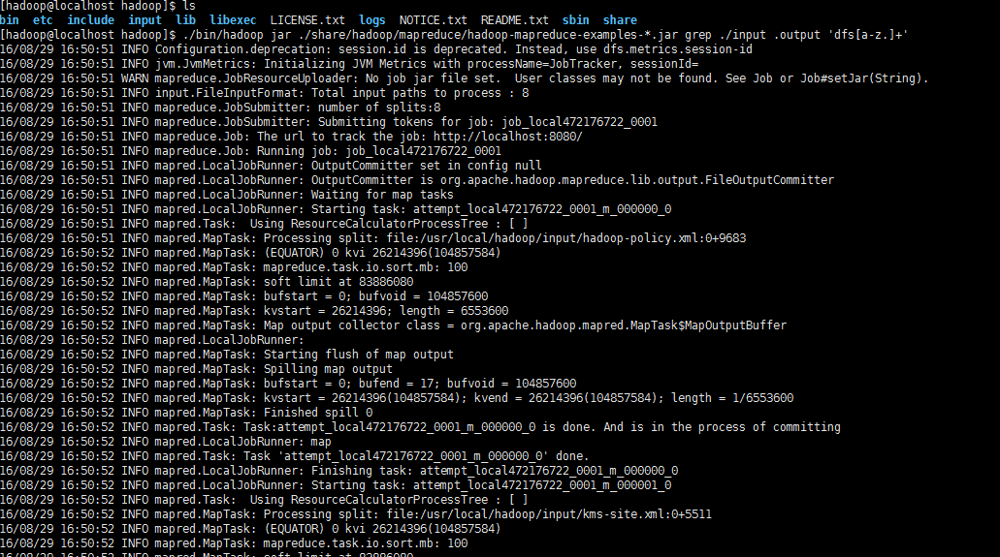 [hadoop@localhost hadoop]$ ls
bin etc include input lib libexec LICENSE.txt logs NOTICE.txt README.txt sbin share
[hadoop@localhost hadoop]$ ./bin/hadoop jar ./share/hadoop/mapreduce/hadoop-mapreduce-examples-*.jar grep ./input .output 'dfs[a-z.]+'
16/08/29 16:50:51 INFO Configuration.deprecation: session.id is deprecated. Instead, use dfs.metrics.session-id
16/08/29 16:50:51 INFO jvm.JvmMetrics: Initializing JVM Metrics with processName=JobTracker, sessionId=
16/08/29 16:50:51 WARN mapreduce.JobResourceUploader: No job jar file set.  User classes may not be found. See Job or Job#setJar(String).
16/08/29 16:50:51 INFO input.FileInputFormat: Total input paths to process : 8
16/08/29 16:50:51 INFO mapreduce.JobSubmitter: number of splits:8
16/08/29 16:50:51 INFO mapreduce.JobSubmitter: Submitting tokens for job: job_local472176722_0001
16/08/29 16:50:51 INFO mapreduce.Job: The url to track the job: http://localhost:8080/
16/08/29 16:50:51 INFO mapreduce.Job: Running job: job_local472176722_0001
16/08/29 16:50:51 INFO mapred.LocalJobRunner: OutputCommitter set in config null
16/08/29 16:50:51 INFO mapred.LocalJobRunner: OutputCommitter is org.apache.hadoop.mapreduce.lib.output.FileOutputCommitter
16/08/29 16:50:51 INFO mapred.LocalJobRunner: Waiting for map tasks
16/08/29 16:50:51 INFO mapred.LocalJobRunner: Starting task: attempt_local472176722_0001_m_000000_0
16/08/29 16:50:51 INFO mapred.Task:  Using ResourceCalculatorProcessTree : [ ]
16/08/29 16:50:51 INFO mapred.MapTask: Processing split: file:/usr/local/hadoop/input/hadoop-policy.xml:0+9683
16/08/29 16:50:52 INFO mapred.MapTask: (EQUATOR) 0 kvi 26214396(104857584)
16/08/29 16:50:52 INFO mapred.MapTask: mapreduce.task.io.sort.mb: 100
16/08/29 16:50:52 INFO mapred.MapTask: soft limit at 83886080
16/08/29 16:50:52 INFO mapred.MapTask: bufstart = 0; bufvoid = 104857600
16/08/29 16:50:52 INFO mapred.MapTask: kvstart = 26214396; length = 6553600
16/08/29 16:50:52 INFO mapred.MapTask: Map output collector class = org.apache.hadoop.mapred.MapTask$MapOutputBuffer
16/08/29 16:50:52 INFO mapred.LocalJobRunner:
16/08/29 16:50:52 INFO mapred.MapTask: Starting flush of map output
16/08/29 16:50:52 INFO mapred.MapTask: Spilling map output
16/08/29 16:50:52 INFO mapred.MapTask: bufstart = 0; bufend = 17; bufvoid = 104857600
16/08/29 16:50:52 INFO mapred.MapTask: kvstart = 26214396(104857584); kvend = 26214396(104857584); length = 1/6553600
16/08/29 16:50:52 INFO mapred.MapTask: Finished spill 0
16/08/29 16:50:52 INFO mapred.Task: Task:attempt_local472176722_0001_m_000000_0 is done. And is in the process of committing
16/08/29 16:50:52 INFO mapred.LocalJobRunner: map
16/08/29 16:50:52 INFO mapred.Task: Task 'attempt_local472176722_0001_m_000000_0' done.
16/08/29 16:50:52 INFO mapred.LocalJobRunner: Finishing task: attempt_local472176722_0001_m_000000_0
16/08/29 16:50:52 INFO mapred.LocalJobRunner: Starting task: attempt_local472176722_0001_m_000001_0
16/08/29 16:50:52 INFO mapred.Task:  Using ResourceCalculatorProcessTree : [ ]
16/08/29 16:50:52 INFO mapred.MapTask: Processing split: file:/usr/local/hadoop/input/kms-site.xml:0+5511
16/08/29 16:50:52 INFO mapred.MapTask: (EQUATOR) 0 kvi 26214396(104857584)
16/08/29 16:50:52 INFO mapred.MapTask: mapreduce.task.io.sort.mb: 100
16/08/29 16:50:52 INFO mapred.MapTask: soft limit at 83886080